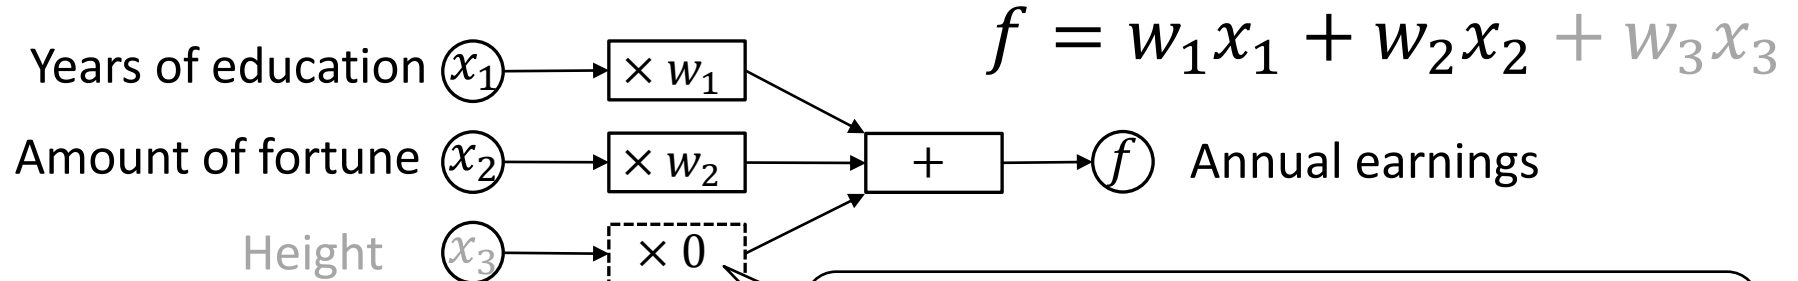 f = w₁x₁ + w₂x₂ + w₃x₃
Years of education x₁ × w₁
Amount of fortune x₂ × w₂ + f Annual earnings
Height x₃ × 0